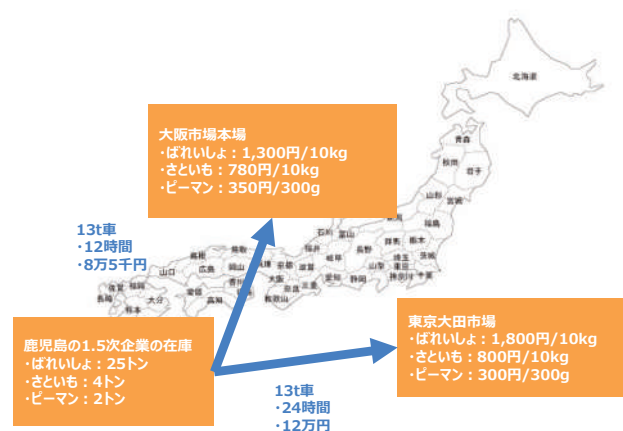 北海道
青森
秋田
岩手
山形
宮城
福島
石川
富山
福井
長野
群馬
栃木
茨城
埼玉
東京
千葉
神奈川
山梨
静岡
岐阜
愛知
滋賀
三重
奈良
和歌山
大阪
京都
鳥取
島根
岡山
広島
山口
香川
愛媛
高知
福岡
佐賀
長崎
大分
熊本
大阪市場本場
・ばれいしょ：1,300円/10kg
・さといも：780円/10kg
・ピーマン：350円/300g
13t車
・12時間
・8万5千円
鹿児島の1.5次企業の在庫
・ばれいしょ：25トン
・さといも：4トン
・ピーマン：2トン
東京大田市場
・ばれいしょ：1,800円/10kg
・さといも：800円/10kg
・ピーマン：300円/300g
13t車
・24時間
・12万円